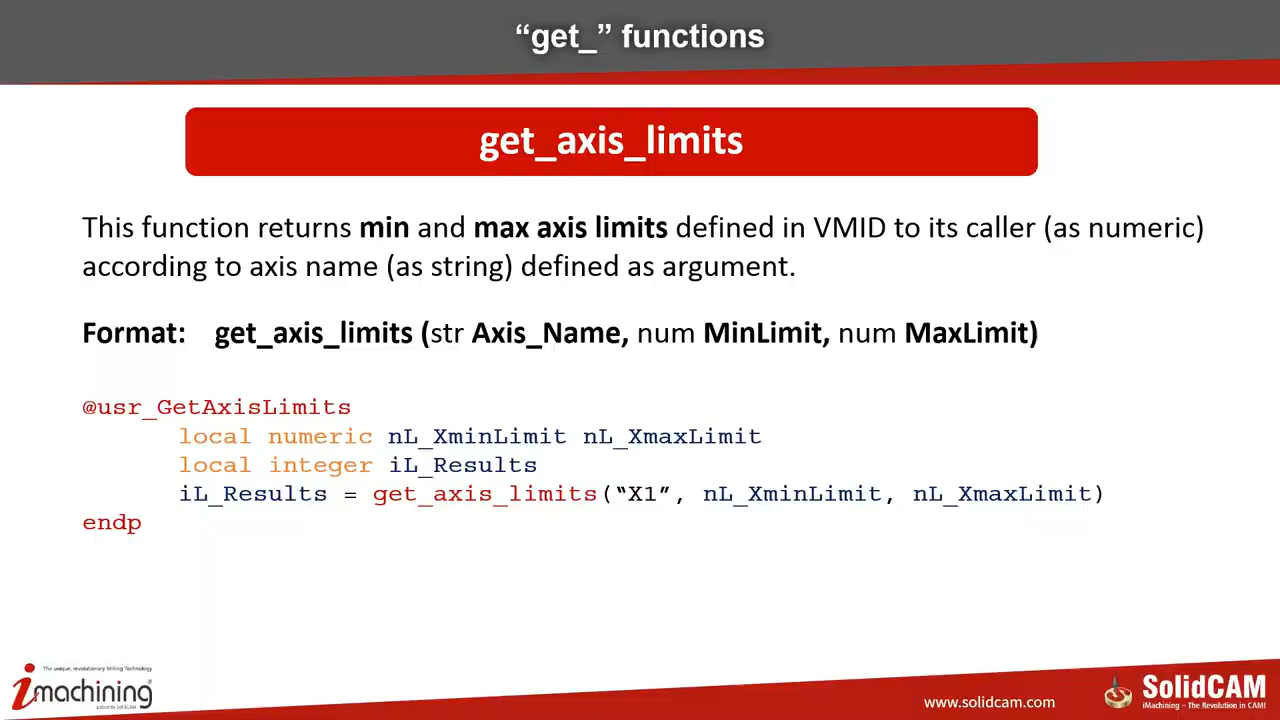 “get_” functions
get_axis_limits
This function returns min and max axis limits defined in VMID to its caller (as numeric)
according to axis name (as string) defined as argument.
Format: get_axis_limits (str Axis_Name, num MinLimit, num MaxLimit)
@usr_GetAxisLimits
local numeric nL_XminLimit nL_XmaxLimit
local integer iL_Results
iL_Results = get_axis_limits(“X1”, nL_XminLimit, nL_XmaxLimit)
endp
The unique, revolutionary Milling Technology
imachining
patented by SolidCAM
www.solidcam.com
SolidCAM
iMachining – The Revolution in CAM!